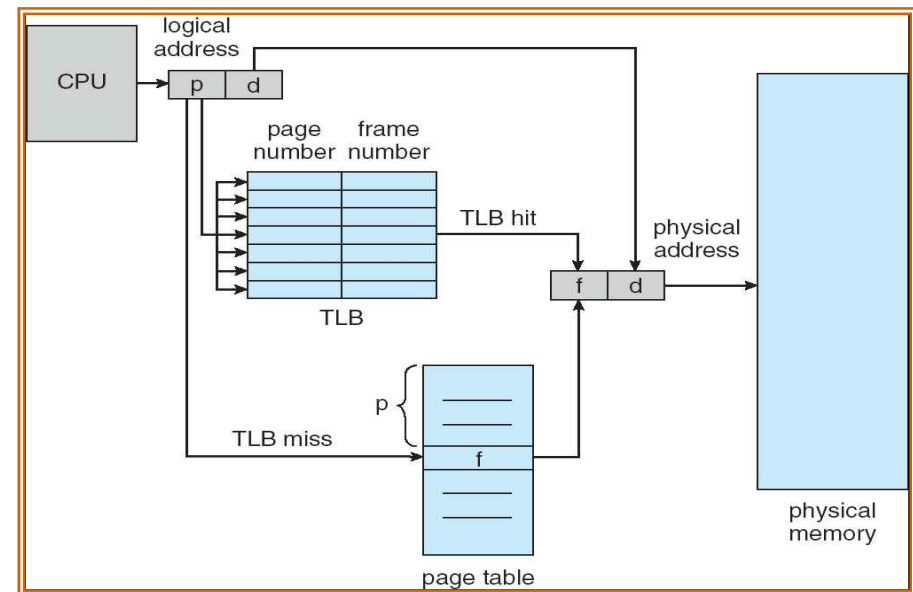 logical
address
CPU
p
d
page
number
frame
number
TLB hit
physical
address
f
d
TLB
p
TLB miss
f
page table
physical
memory